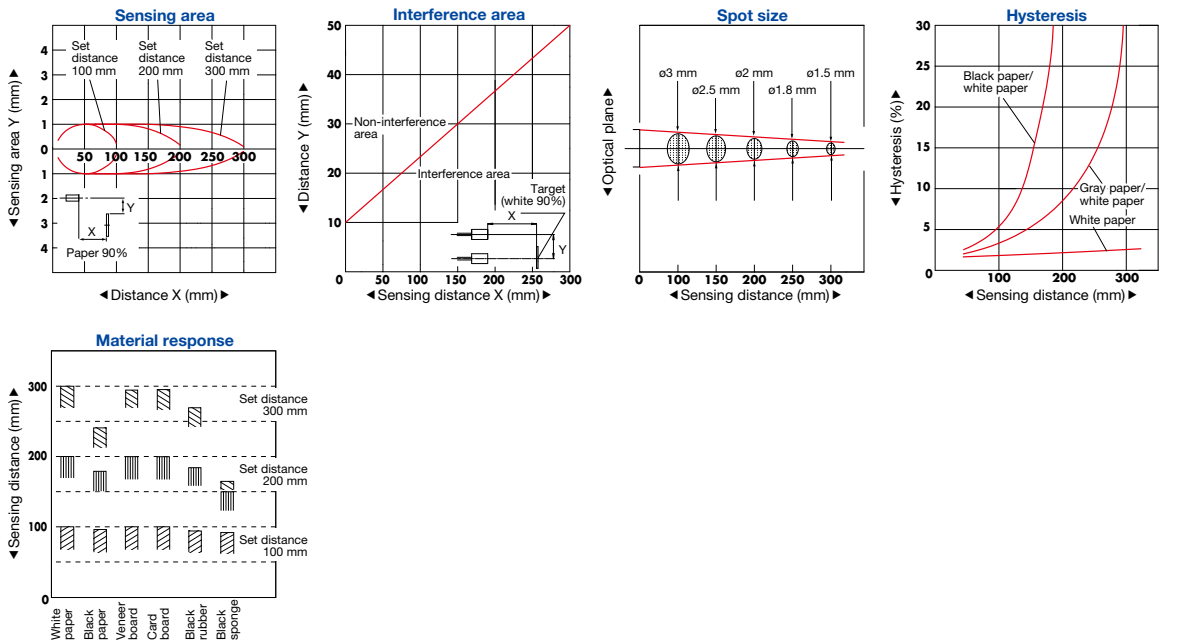 Sensing area
Sensing area Y (mm)
4
3
2
1
0
1
2
3
4
Set
distance
100 mm
Set
distance
200 mm
Set
distance
300 mm
50 100 150 200 250 300
X
Y
Paper 90%
Distance X (mm)
Interference area
Distance Y (mm)
50
40
30
20
10
0
Non-interference
area
Interference area
Target
(white 90%)
X
Y
50 100 150 200 250 300
Sensing distance X (mm)
Spot size
Optical plane
ø3 mm
ø2.5 mm
ø2 mm
ø1.8 mm
ø1.5 mm
0 100 150 200 250 300
Sensing distance (mm)
Hysteresis
Hysteresis (%)
30
25
20
15
10
5
0
Black paper/
white paper
Gray paper/
white paper
White paper
100 200 300
Sensing distance (mm)
Material response
Sensing distance (mm)
300
200
100
0
Set distance
300 mm
Set distance
200 mm
Set distance
100 mm
White
paper
Black
paper
Veneer
board
Card
board
Black
rubber
Black
sponge